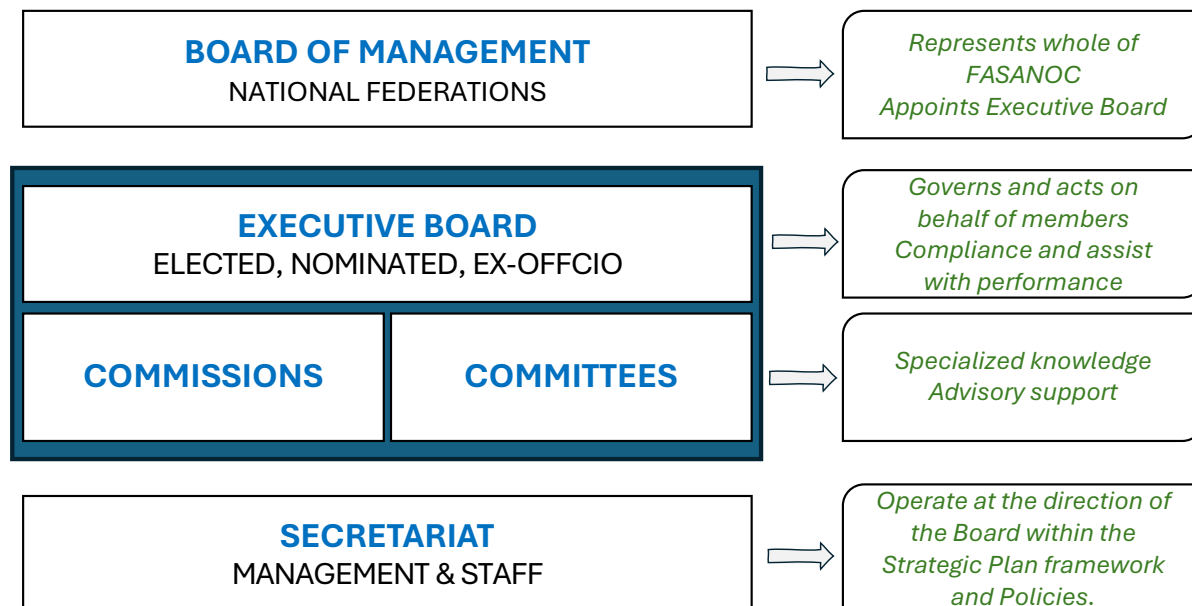 BOARD OF MANAGEMENT
NATIONAL FEDERATIONS
Represents whole of
FASANOC
Appoints Executive Board
EXECUTIVE BOARD
ELECTED, NOMINATED, EX-OFFCIO
Governs and acts on
behalf of members
Compliance and assist
with performance
COMMISSIONS
COMMITTEES
Specialized knowledge
Advisory support
SECRETARIAT
MANAGEMENT & STAFF
Operate at the direction of
the Board within the
Strategic Plan framework
and Policies.